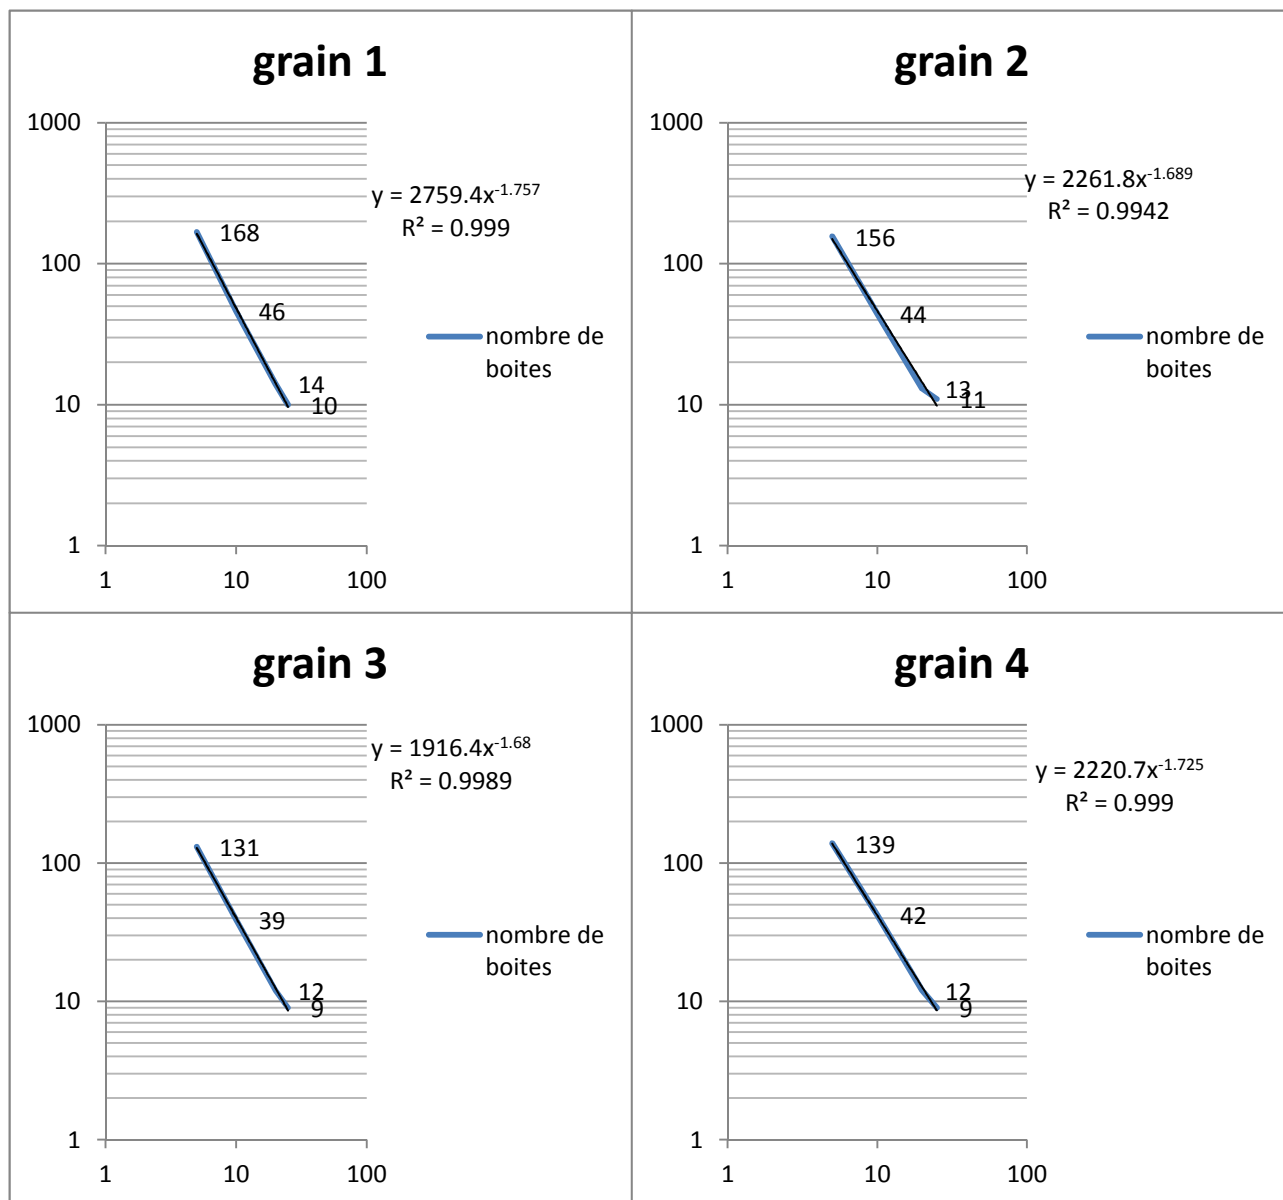 grain 1
1000
100
10
1
1
10
100
168
46
14
10
y = 2759.4x^-1.757
R² = 0.999
nombre de
boites
grain 2
1000
100
10
1
1
10
100
156
44
13
11
y = 2261.8x^-1.689
R² = 0.9942
nombre de
boites
grain 3
1000
100
10
1
1
10
100
131
39
12
9
y = 1916.4x^-1.68
R² = 0.9989
nombre de
boites
grain 4
1000
100
10
1
1
10
100
139
42
12
9
y = 2220.7x^-1.725
R² = 0.999
nombre de
boites